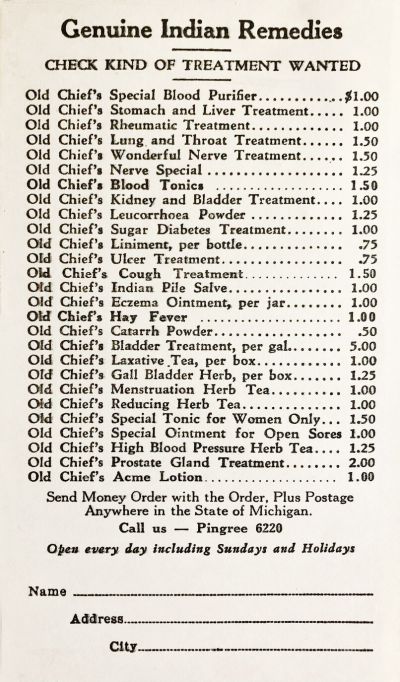 Genuine Indian Remedies
CHECK KIND OF TREATMENT WANTED
Old Chief's Special Blood Purifier............$1.00
Old Chief's Stomach and Liver Treatment..... 1.00
Old Chief's Rheumatic Treatment............. 1.00
Old Chief's Lung and Throat Treatment...... 1.50
Old Chief's Wonderful Nerve Treatment...... 1.50
Old Chief's Nerve Special .................... 1.25
Old Chief's Blood Tonics .................... 1.50
Old Chief's Kidney and Bladder Treatment.... 1.00
Old Chief's Leucorrhoea Powder ............. 1.25
Old Chief's Sugar Diabetes Treatment........ 1.00
Old Chief's Liniment, per bottle............... .75
Old Chief's Ulcer Treatment.................. .75
Old Chief's Cough Treatment............. 1.50
Old Chief's Indian Pile Salve................. 1.00
Old Chief's Eczema Ointment, per jar........ 1.00
Old Chief's Hay Fever .................... 1.00
Old Chief's Catarrh Powder................... .50
Old Chief's Bladder Treatment, per gal....... 5.00
Old Chief's Laxative Tea, per box............ 1.00
Old Chief's Gall Bladder Herb, per box....... 1.25
Old Chief's Menstruation Herb Tea........... 1.00
Old Chief's Reducing Herb Tea............... 1.00
Old Chief's Special Tonic for Women Only... 1.50
Old Chief's Special Ointment for Open Sores 1.00
Old Chief's High Blood Pressure Herb Tea.... 1.25
Old Chief's Prostate Gland Treatment........ 2.00
Old Chief's Acme Lotion.................... 1.00
Send Money Order with the Order, Plus Postage
Anywhere in the State of Michigan.
Call us — Pingree 6220
Open every day including Sundays and Holidays
Name
Address
City